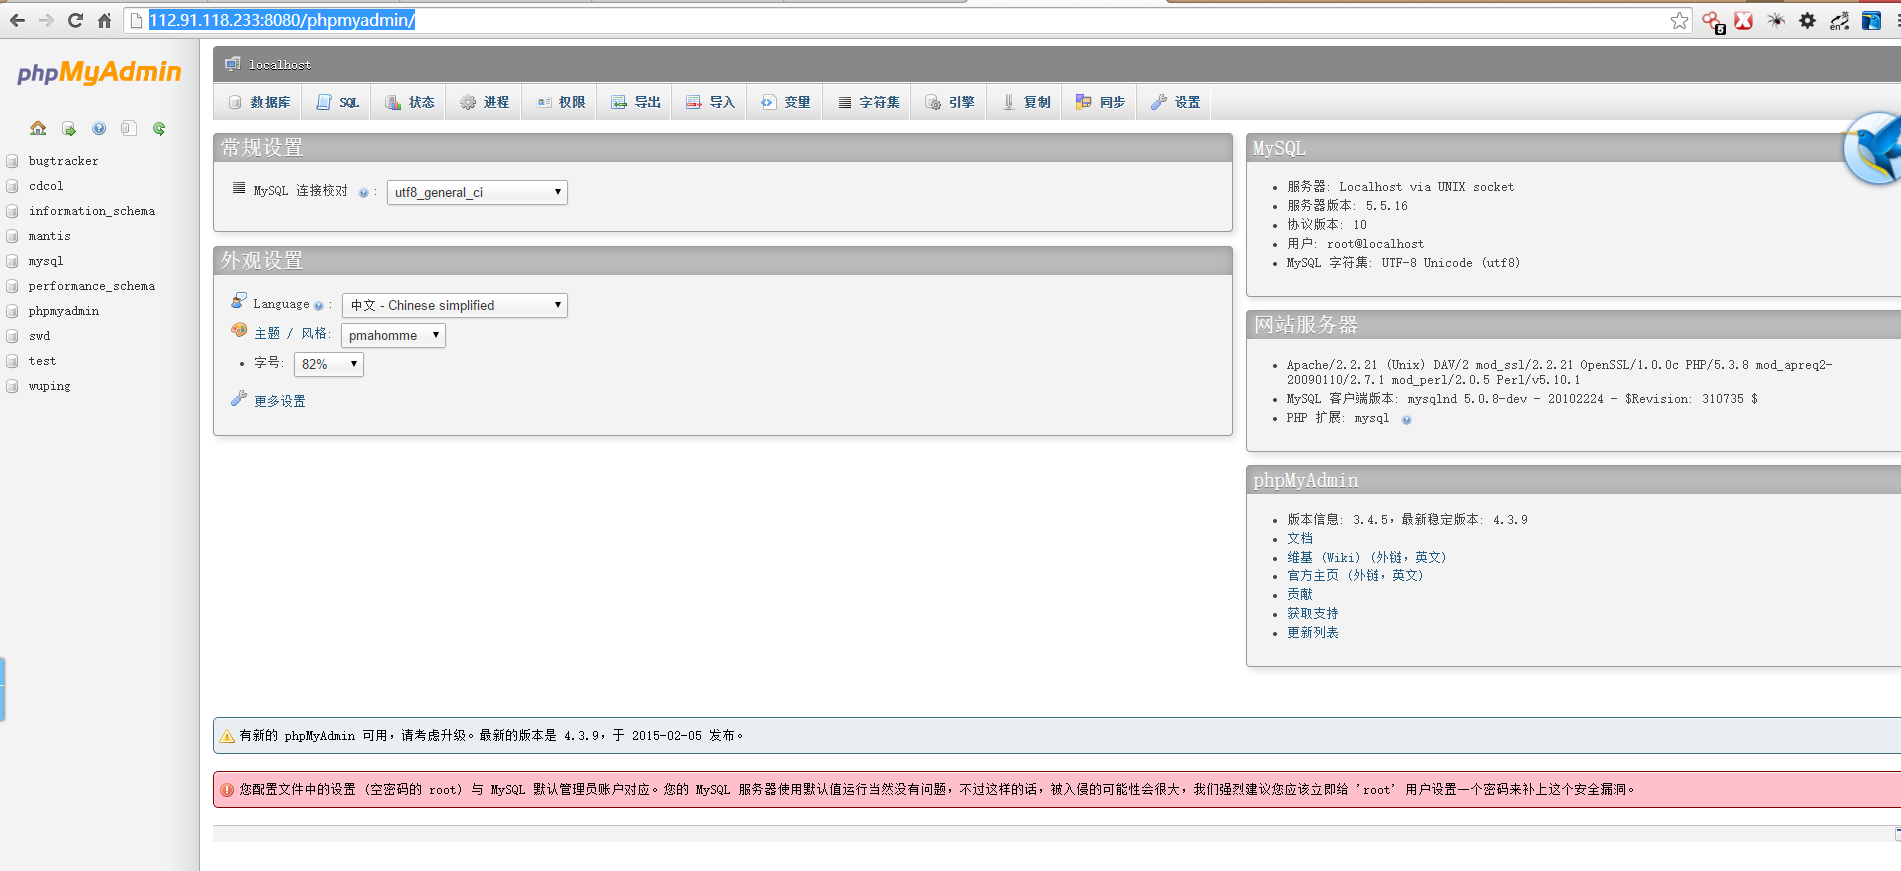 112.91.118.233:8080/phpmyadmin/
phpMyAdmin
bugtracker
cdcol
information_schema
mantis
mysql
performance_schema
phpmyadmin
swd
test
wuping
localhost
数据库 SQL 状态 进程 权限 导出 导入 变量 字符集 引擎 复制 同步 设置
常规设置
MySQL 连接校对 : utf8_general_ci
外观设置
Language : 中文 - Chinese simplified
主题 / 风格: pmahomme
字号: 82%
更多设置
MySQL
服务器: Localhost via UNIX socket
服务器版本: 5.5.16
协议版本: 10
用户: root@localhost
MySQL 字符集: UTF-8 Unicode (utf8)
网站服务器
Apache/2.2.21 (Unix) DAV/2 mod_ssl/2.2.21 OpenSSL/1.0.0c PHP/5.3.8 mod_apreq2-
20090110/2.7.1 mod_perl/2.0.5 Perl/v5.10.1
MySQL 客户端版本: mysqlnd 5.0.8-dev - 20102224 - $Revision: 310735 $
PHP 扩展: mysql
phpMyAdmin
版本信息: 3.4.5，最新稳定版本: 4.3.9
文档
维基 (Wiki) (外链，英文)
官方主页 (外链，英文)
贡献
获取支持
更新列表
有新的 phpMyAdmin 可用，请考虑升级。最新的版本是 4.3.9，于 2015-02-05 发布。
您配置文件中的设置 (空密码的 root) 与 MySQL 默认管理员账户对应。您的 MySQL 服务器使用默认值运行当然没有问题，不过这样的话，被入侵的可能性会很大，我们强烈建议您应该立即给 'root' 用户设置一个密码来补上这个安全漏洞。